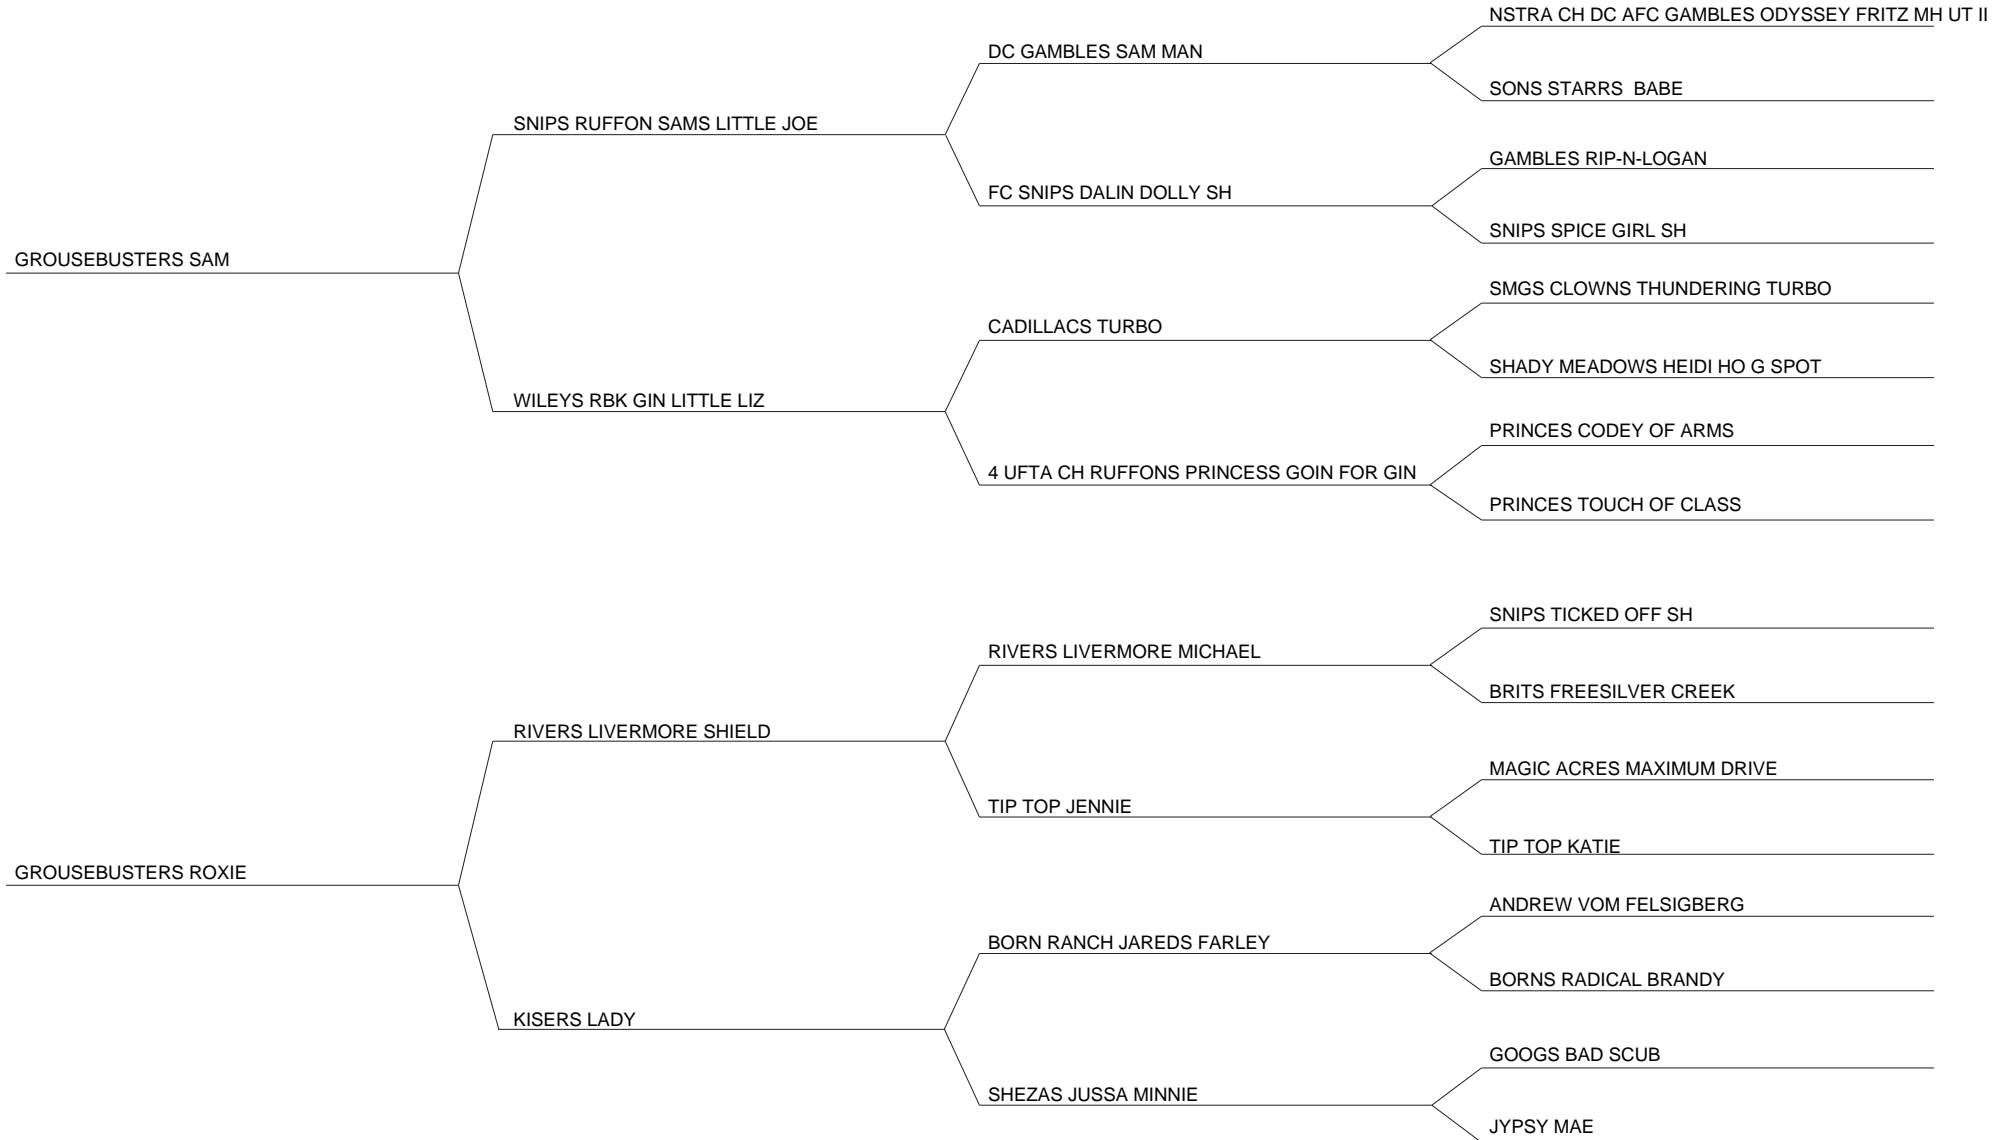 NSTRA CH DC AFC GAMBLES ODYSSEY FRITZ MH UT II
DC GAMBLES SAM MAN
SONS STARRS  BABE
SNIPS RUFFON SAMS LITTLE JOE
GAMBLES RIP-N-LOGAN
FC SNIPS DALIN DOLLY SH
SNIPS SPICE GIRL SH
GROUSEBUSTERS SAM
SMGS CLOWNS THUNDERING TURBO
CADILLACS TURBO
SHADY MEADOWS HEIDI HO G SPOT
WILEYS RBK GIN LITTLE LIZ
PRINCES CODEY OF ARMS
4 UFTA CH RUFFONS PRINCESS GOIN FOR GIN
PRINCES TOUCH OF CLASS
SNIPS TICKED OFF SH
RIVERS LIVERMORE MICHAEL
BRITS FREESILVER CREEK
RIVERS LIVERMORE SHIELD
MAGIC ACRES MAXIMUM DRIVE
TIP TOP JENNIE
TIP TOP KATIE
GROUSEBUSTERS ROXIE
ANDREW VOM FELSIGBERG
BORN RANCH JAREDS FARLEY
BORNS RADICAL BRANDY
KISERS LADY
GOOGS BAD SCUB
SHEZAS JUSSA MINNIE
JYPSY MAE